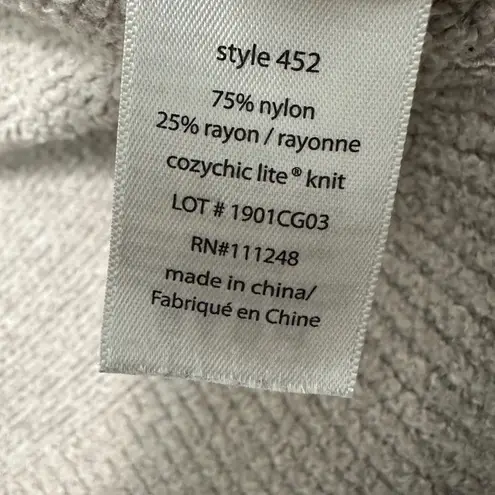 style 452
75% nylon
25% rayon / rayonne
cozychic lite® knit
LOT # 1901CG03
RN#111248
made in china/
Fabriqué en Chine